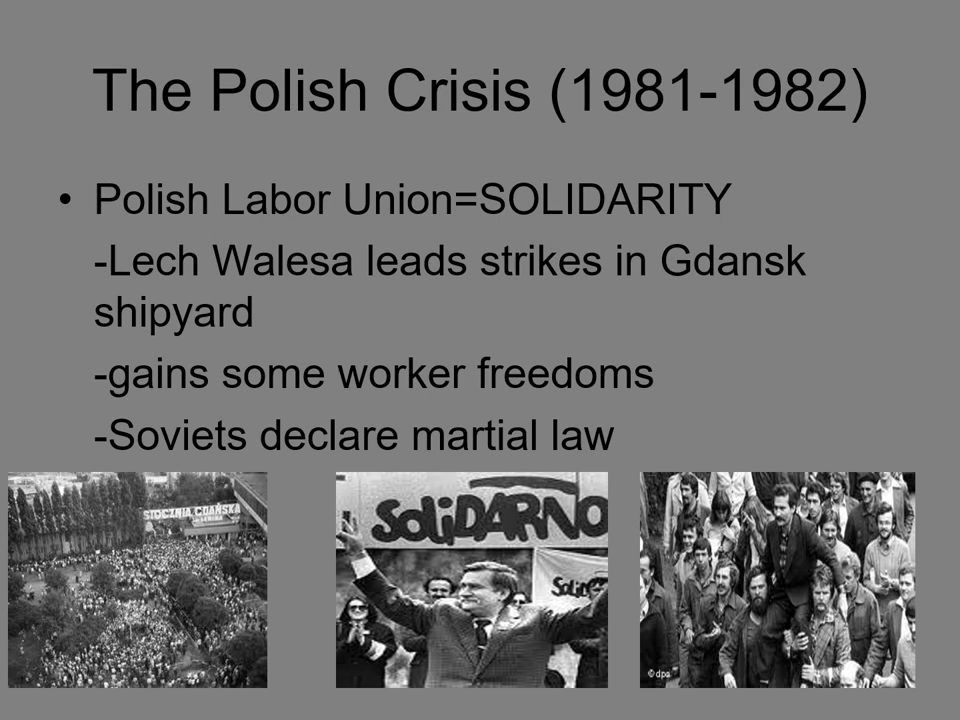 The Polish Crisis (1981-1982)
• Polish Labor Union=SOLIDARITY
-Lech Walesa leads strikes in Gdansk
shipyard
-gains some worker freedoms
-Soviets declare martial law
STOCZNIA GDAŃSKA
SOLiDARNO
Solid
© dpa